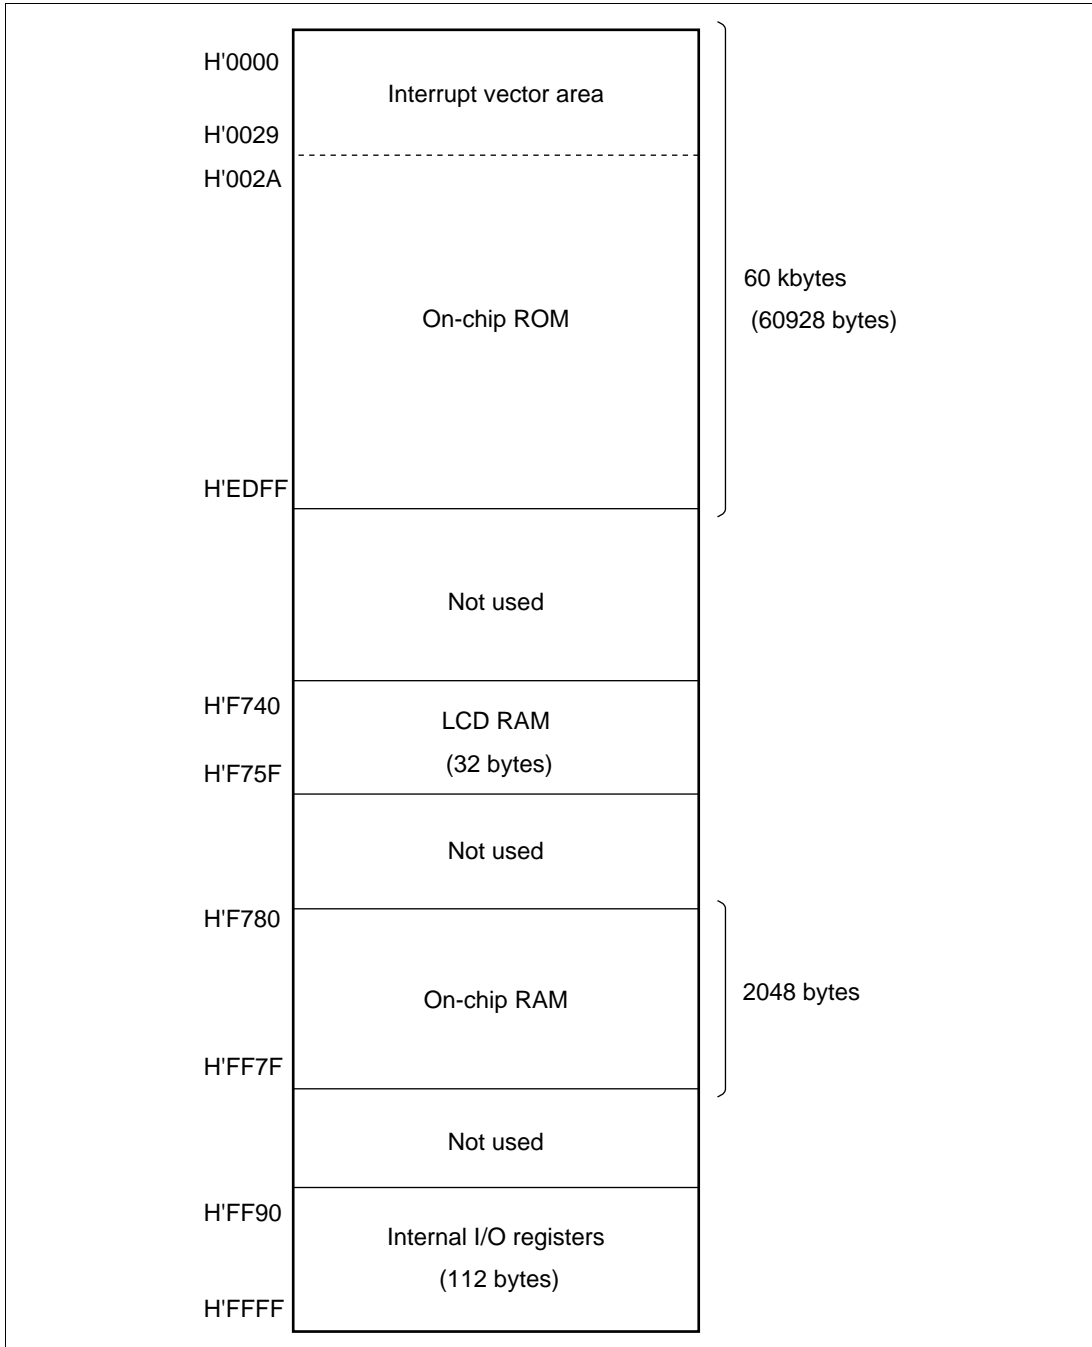 H'0000
Interrupt vector area
H'0029
H'002A
On-chip ROM
60 kbytes
(60928 bytes)
H'EDFF
Not used
H'F740
LCD RAM
(32 bytes)
H'F75F
Not used
H'F780
On-chip RAM
2048 bytes
H'FF7F
Not used
H'FF90
Internal I/O registers
(112 bytes)
H'FFFF